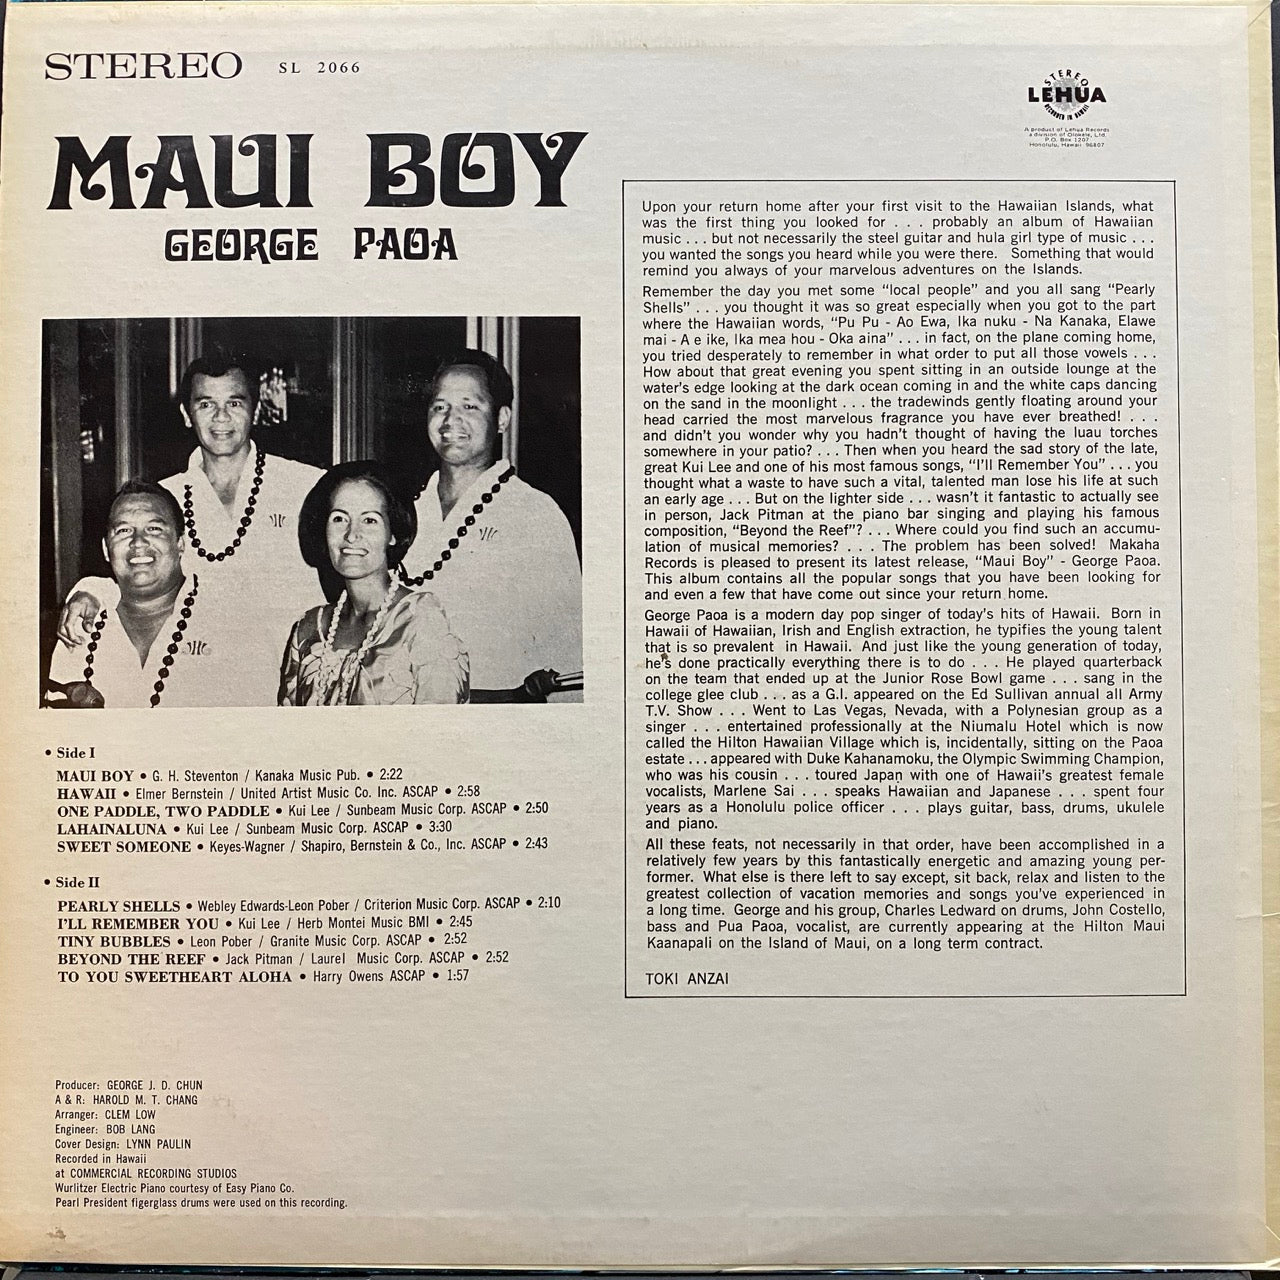 STEREO SL 2066
STEREO
LEHUA
RECORDED IN HAWAII
A product of Lehua Records
a division of Olokele, Ltd.
P.O. Box 1207
Honolulu, Hawaii 96807
MAUI BOY
GEORGE PAOA
• Side I
MAUI BOY • G. H. Steventon / Kanaka Music Pub. • 2:22
HAWAII • Elmer Bernstein / United Artist Music Co. Inc. ASCAP • 2:58
ONE PADDLE, TWO PADDLE • Kui Lee / Sunbeam Music Corp. ASCAP • 2:50
LAHAINALUNA • Kui Lee / Sunbeam Music Corp. ASCAP • 3:30
SWEET SOMEONE • Keyes-Wagner / Shapiro, Bernstein & Co., Inc. ASCAP • 2:43
• Side II
PEARLY SHELLS • Webley Edwards-Leon Pober / Criterion Music Corp. ASCAP • 2:10
I'LL REMEMBER YOU • Kui Lee / Herb Montei Music BMI • 2:45
TINY BUBBLES • Leon Pober / Granite Music Corp. ASCAP • 2:52
BEYOND THE REEF • Jack Pitman / Laurel Music Corp. ASCAP • 2:52
TO YOU SWEETHEART ALOHA • Harry Owens ASCAP • 1:57
Producer: GEORGE J. D. CHUN
A & R: HAROLD M. T. CHANG
Arranger: CLEM LOW
Engineer: BOB LANG
Cover Design: LYNN PAULIN
Recorded in Hawaii
at COMMERCIAL RECORDING STUDIOS
Wurlitzer Electric Piano courtesy of Easy Piano Co.
Pearl President figerglass drums were used on this recording.
Upon your return home after your first visit to the Hawaiian Islands, what
was the first thing you looked for . . . probably an album of Hawaiian
music . . . but not necessarily the steel guitar and hula girl type of music . . .
you wanted the songs you heard while you were there. Something that would
remind you always of your marvelous adventures on the Islands.
Remember the day you met some "local people" and you all sang "Pearly
Shells" . . . you thought it was so great especially when you got to the part
where the Hawaiian words, "Pu Pu - Ao Ewa, Ika nuku - Na Kanaka, Elawe
mai - A e ike, Ika mea hou - Oka aina" . . . in fact, on the plane coming home,
you tried desperately to remember in what order to put all those vowels . . .
How about that great evening you spent sitting in an outside lounge at the
water's edge looking at the dark ocean coming in and the white caps dancing
on the sand in the moonlight . . . the tradewinds gently floating around your
head carried the most marvelous fragrance you have ever breathed! . . .
and didn't you wonder why you hadn't thought of having the luau torches
somewhere in your patio? . . . Then when you heard the sad story of the late,
great Kui Lee and one of his most famous songs, "I'll Remember You" . . . you
thought what a waste to have such a vital, talented man lose his life at such
an early age . . . But on the lighter side . . . wasn't it fantastic to actually see
in person, Jack Pitman at the piano bar singing and playing his famous
composition, "Beyond the Reef"? . . . Where could you find such an accumu-
lation of musical memories? . . . The problem has been solved! Makaha
Records is pleased to present its latest release, "Maui Boy" - George Paoa.
This album contains all the popular songs that you have been looking for
and even a few that have come out since your return home.
George Paoa is a modern day pop singer of today's hits of Hawaii. Born in
Hawaii of Hawaiian, Irish and English extraction, he typifies the young talent
that is so prevalent in Hawaii. And just like the young generation of today,
he's done practically everything there is to do . . . He played quarterback
on the team that ended up at the Junior Rose Bowl game . . . sang in the
college glee club . . . as a G.I. appeared on the Ed Sullivan annual all Army
T.V. Show . . . Went to Las Vegas, Nevada, with a Polynesian group as a
singer . . . entertained professionally at the Niumalu Hotel which is now
called the Hilton Hawaiian Village which is, incidentally, sitting on the Paoa
estate . . . appeared with Duke Kahanamoku, the Olympic Swimming Champion,
who was his cousin . . . toured Japan with one of Hawaii's greatest female
vocalists, Marlene Sai . . . speaks Hawaiian and Japanese . . . spent four
years as a Honolulu police officer . . . plays guitar, bass, drums, ukulele
and piano.
All these feats, not necessarily in that order, have been accomplished in a
relatively few years by this fantastically energetic and amazing young per-
former. What else is there left to say except, sit back, relax and listen to the
greatest collection of vacation memories and songs you've experienced in
a long time. George and his group, Charles Ledward on drums, John Costello,
bass and Pua Paoa, vocalist, are currently appearing at the Hilton Maui
Kaanapali on the Island of Maui, on a long term contract.
TOKI ANZAI